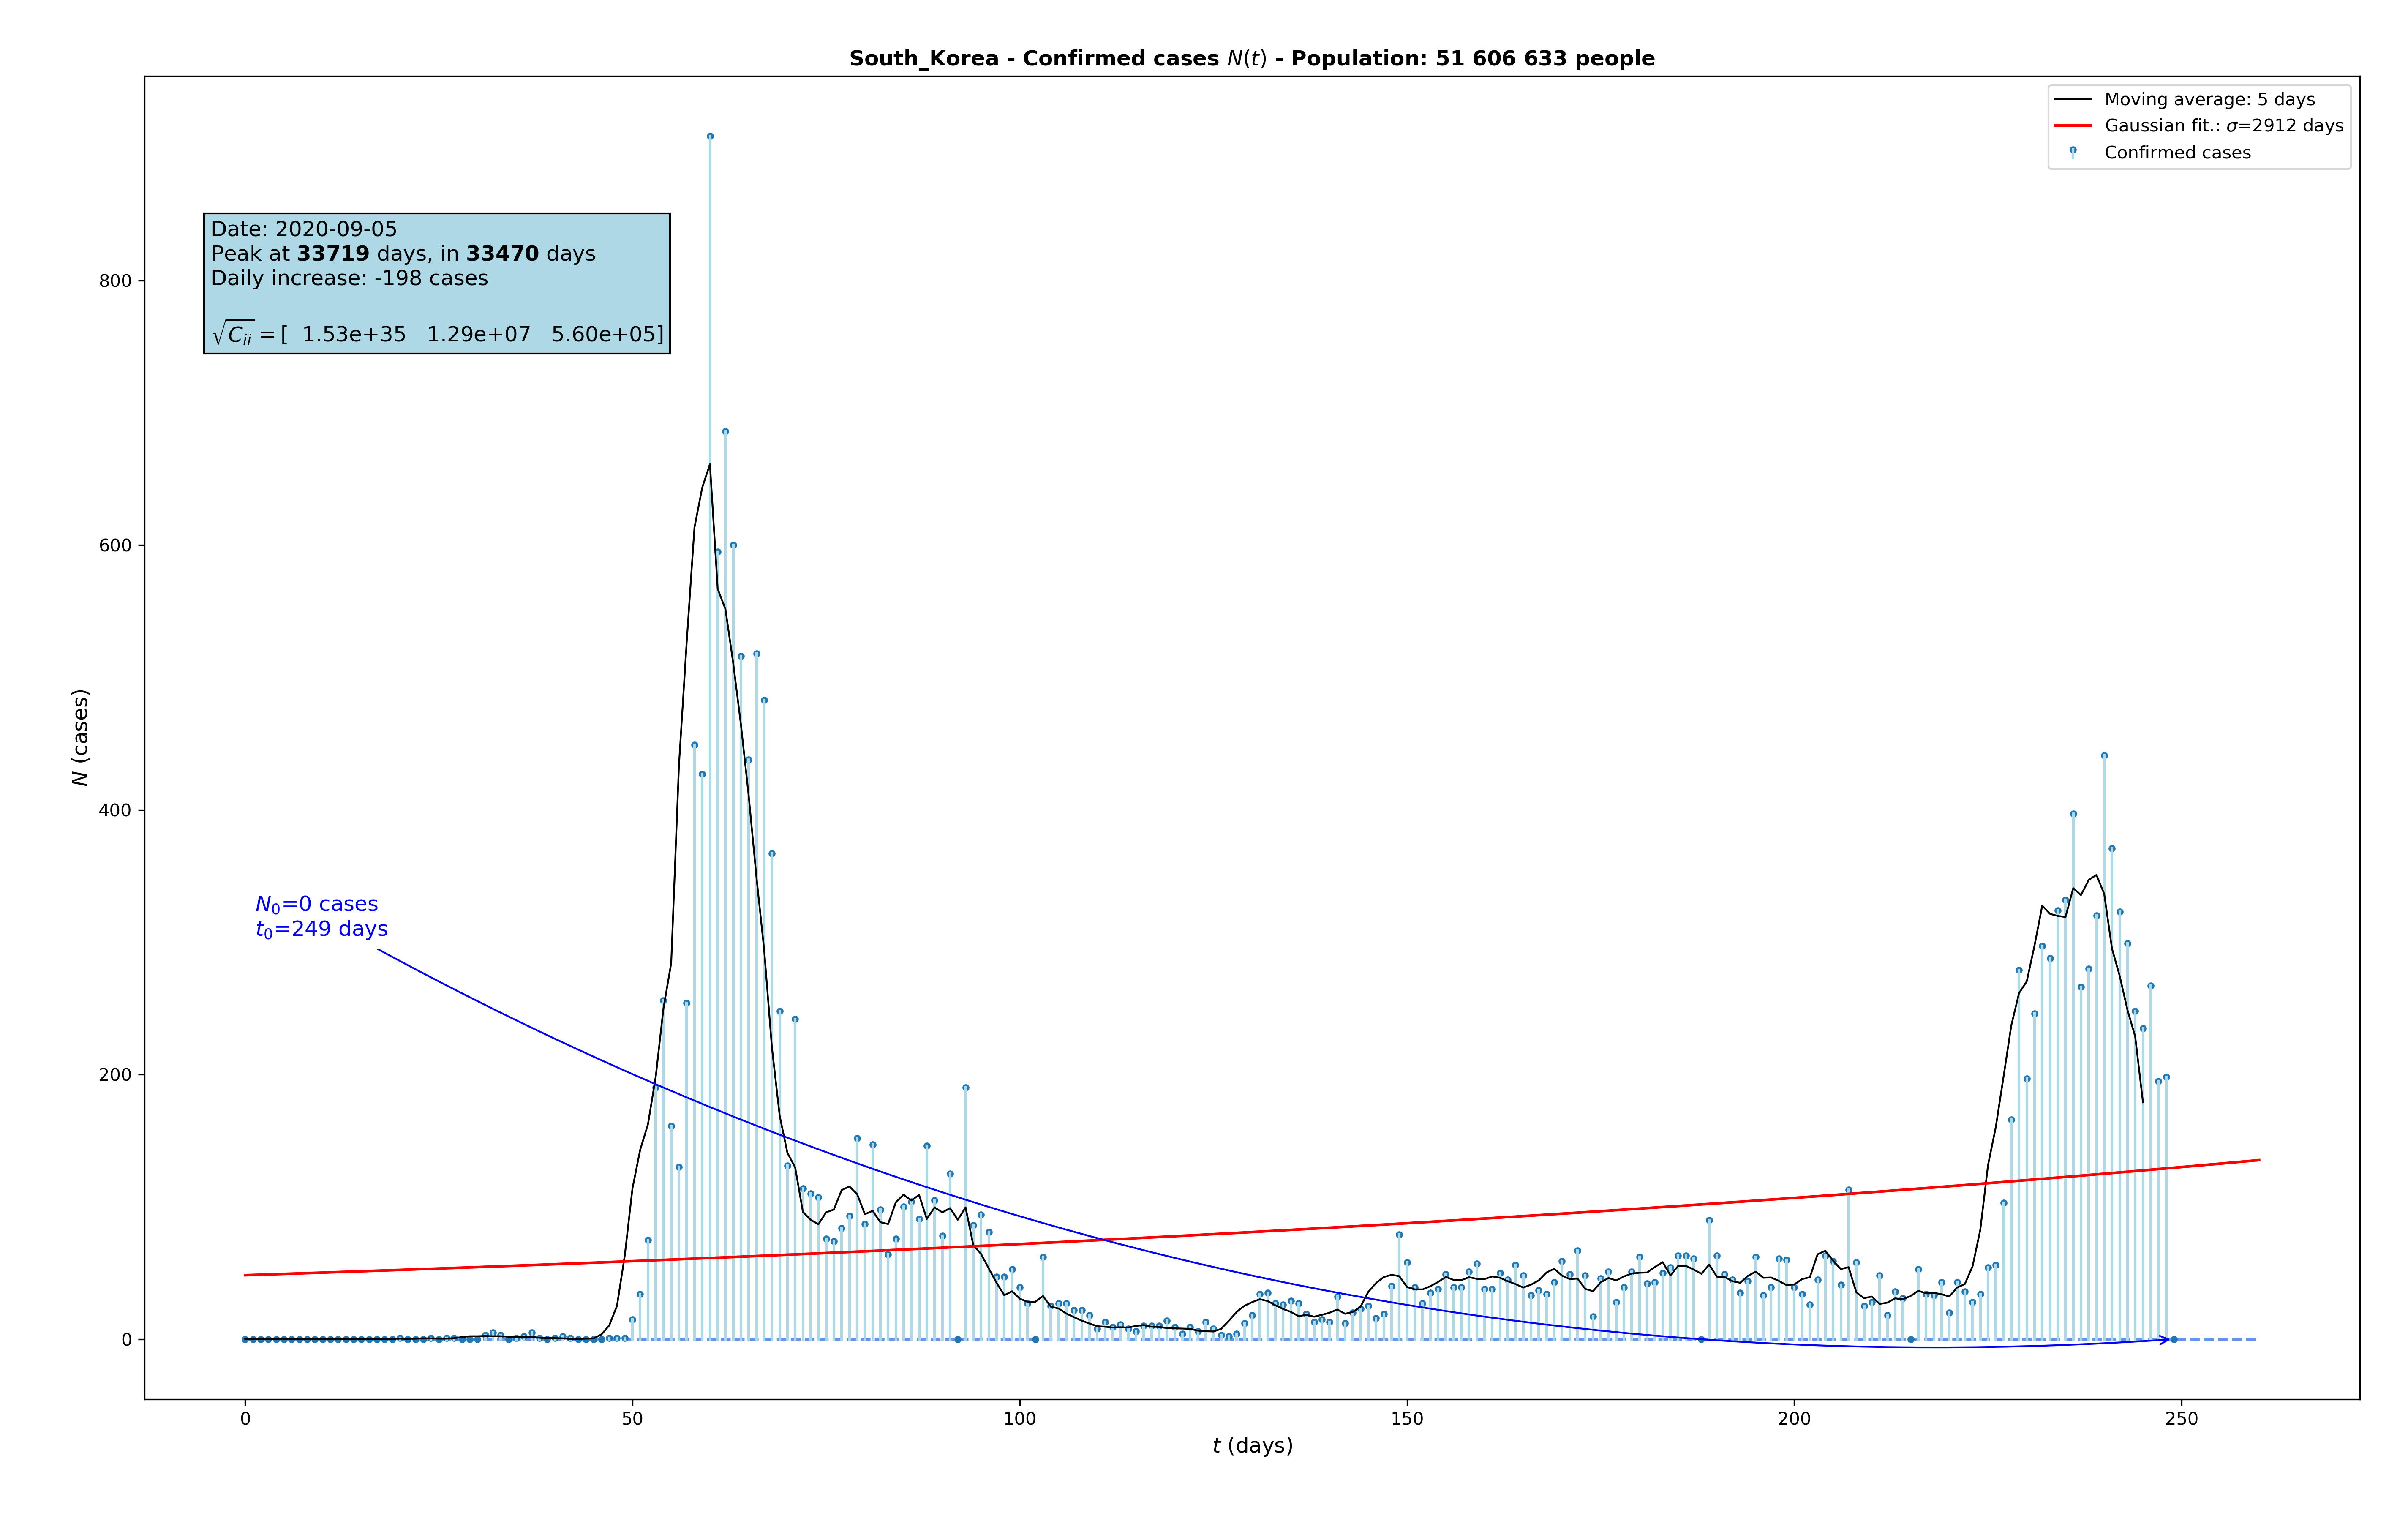 South_Korea - Confirmed cases N(t) - Population: 51 606 633 people
Moving average: 5 days
Gaussian fit.: σ=2912 days
Confirmed cases
Date: 2020-09-05
Peak at 33719 days, in 33470 days
Daily increase: -198 cases
√C_ii = [ 1.53e+35 1.29e+07 5.60e+05]
N₀=0 cases
t₀=249 days
800
600
400
200
0
N (cases)
0 50 100 150 200 250
t (days)